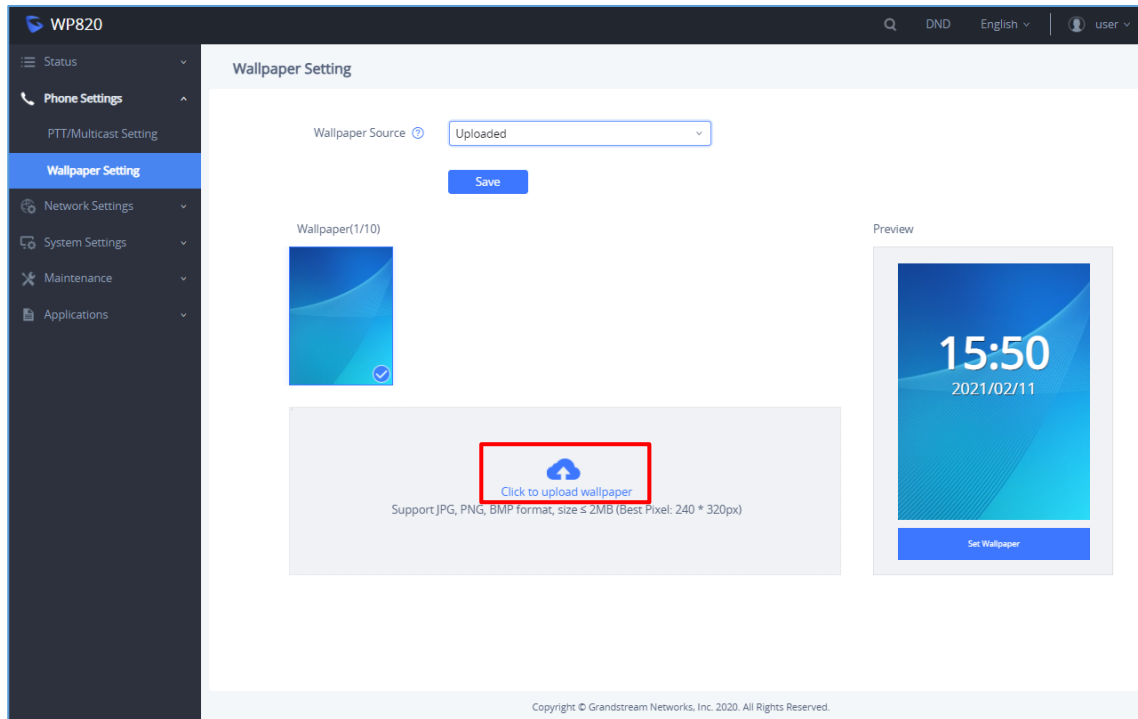 WP820
DND English user
Status
Phone Settings
PTT/Multicast Setting
Wallpaper Setting
Network Settings
System Settings
Maintenance
Applications
Wallpaper Setting
Wallpaper Source ? Uploaded
Save
Wallpaper(1/10)
Click to upload wallpaper
Support JPG, PNG, BMP format, size ≤ 2MB (Best Pixel: 240 * 320px)
Preview
15:50
2021/02/11
Set Wallpaper
Copyright © Grandstream Networks, Inc. 2020. All Rights Reserved.